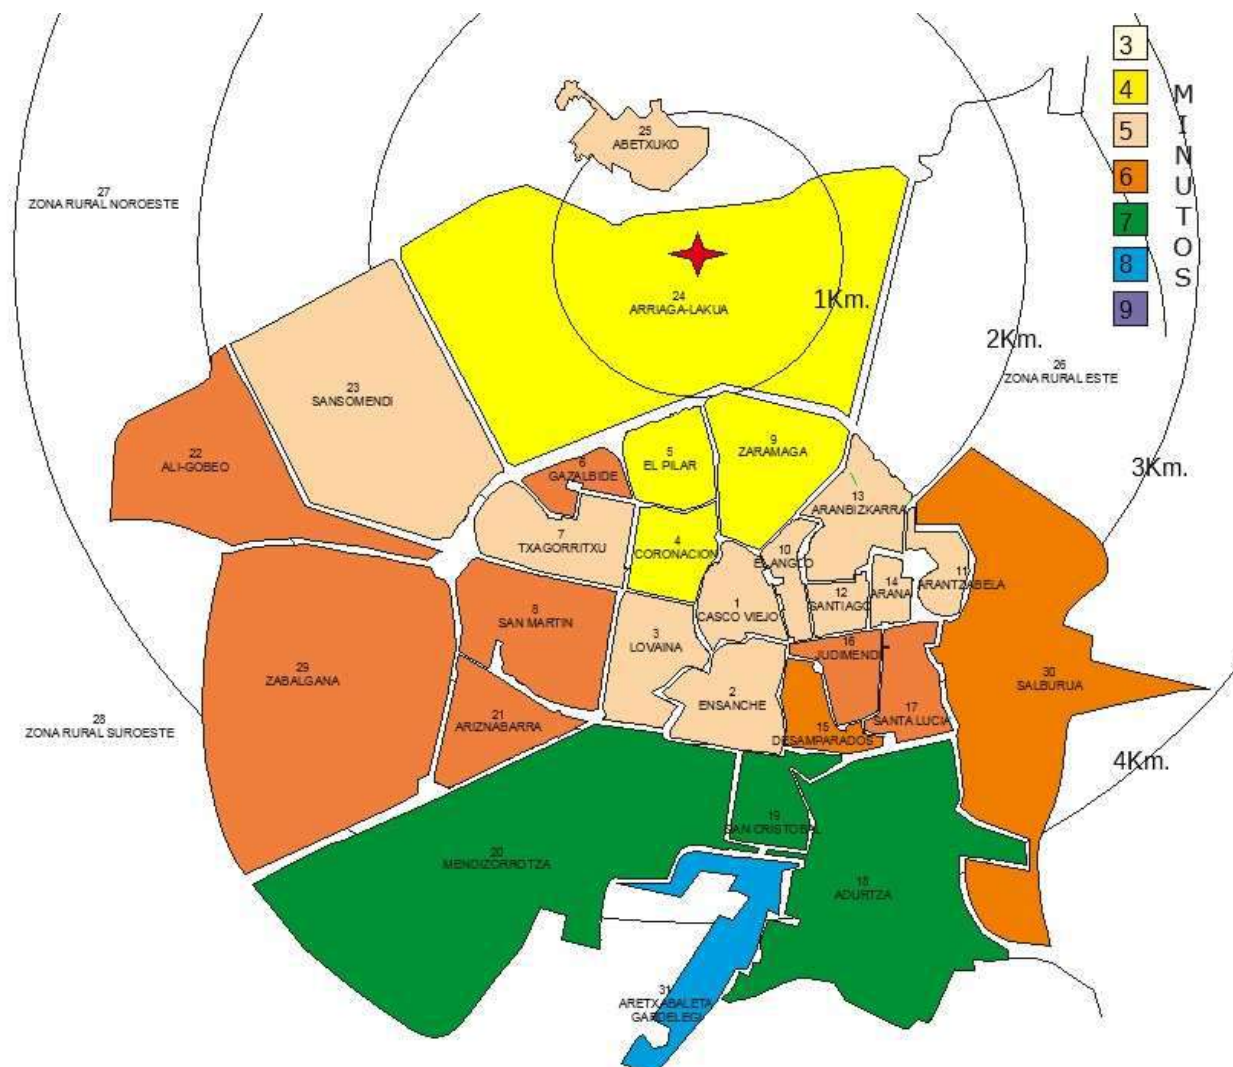 3
4
5
6
7
8
9
MINUTOS
25
ABETXUKO
27
ZONA RURAL NOROESTE
24
ARRIAGA-LAKUA
1Km.
2Km.
26
ZONA RURAL ESTE
23
SANSOMENDI
22
ALI-GOBEO
6
GAZALBIDE
5
EL PILAR
9
ZARAMAGA
3Km.
13
ARANBIZKARRA
7
TXAGORRITXU
4
CORONACION
10
EL ANGLO
11
ARANTZABELA
14
ARANA
12
SANTIAGO
1
CASCO VIEJO
8
SAN MARTIN
3
LOVAINA
16
JUDIMENDI
29
ZABALGANA
30
SALBURUA
2
ENSANCHE
28
ZONA RURAL SUROESTE
21
ARIZNABARRA
17
SANTA LUCIA
15
DESAMPARADOS
4Km.
19
SAN CRISTOBAL
20
MENDIZORROTZA
18
ADURTZA
31
ARETXABALETA
GARDELEGI